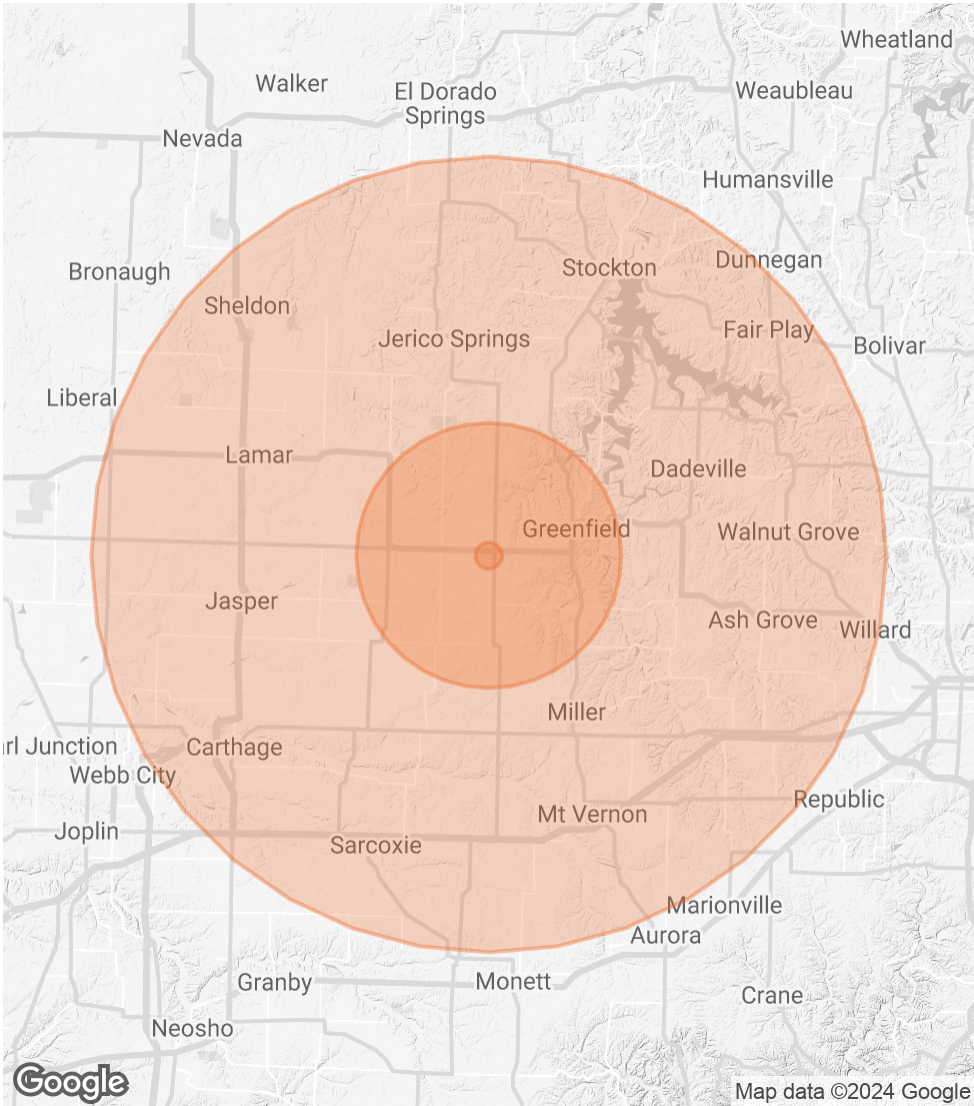 Wheatland
Walker
El Dorado
Springs
Weaubleau
Nevada
Humansville
Dunnegan
Stockton
Bronaugh
Sheldon
Fair Play
Jerico Springs
Bolivar
Liberal
Lamar
Dadeville
Greenfield
Walnut Grove
Jasper
Ash Grove
Willard
Miller
rl Junction
Carthage
Webb City
Republic
Mt Vernon
Joplin
Sarcoxie
Marionville
Aurora
Granby
Monett
Crane
Neosho
Google
Map data ©2024 Google